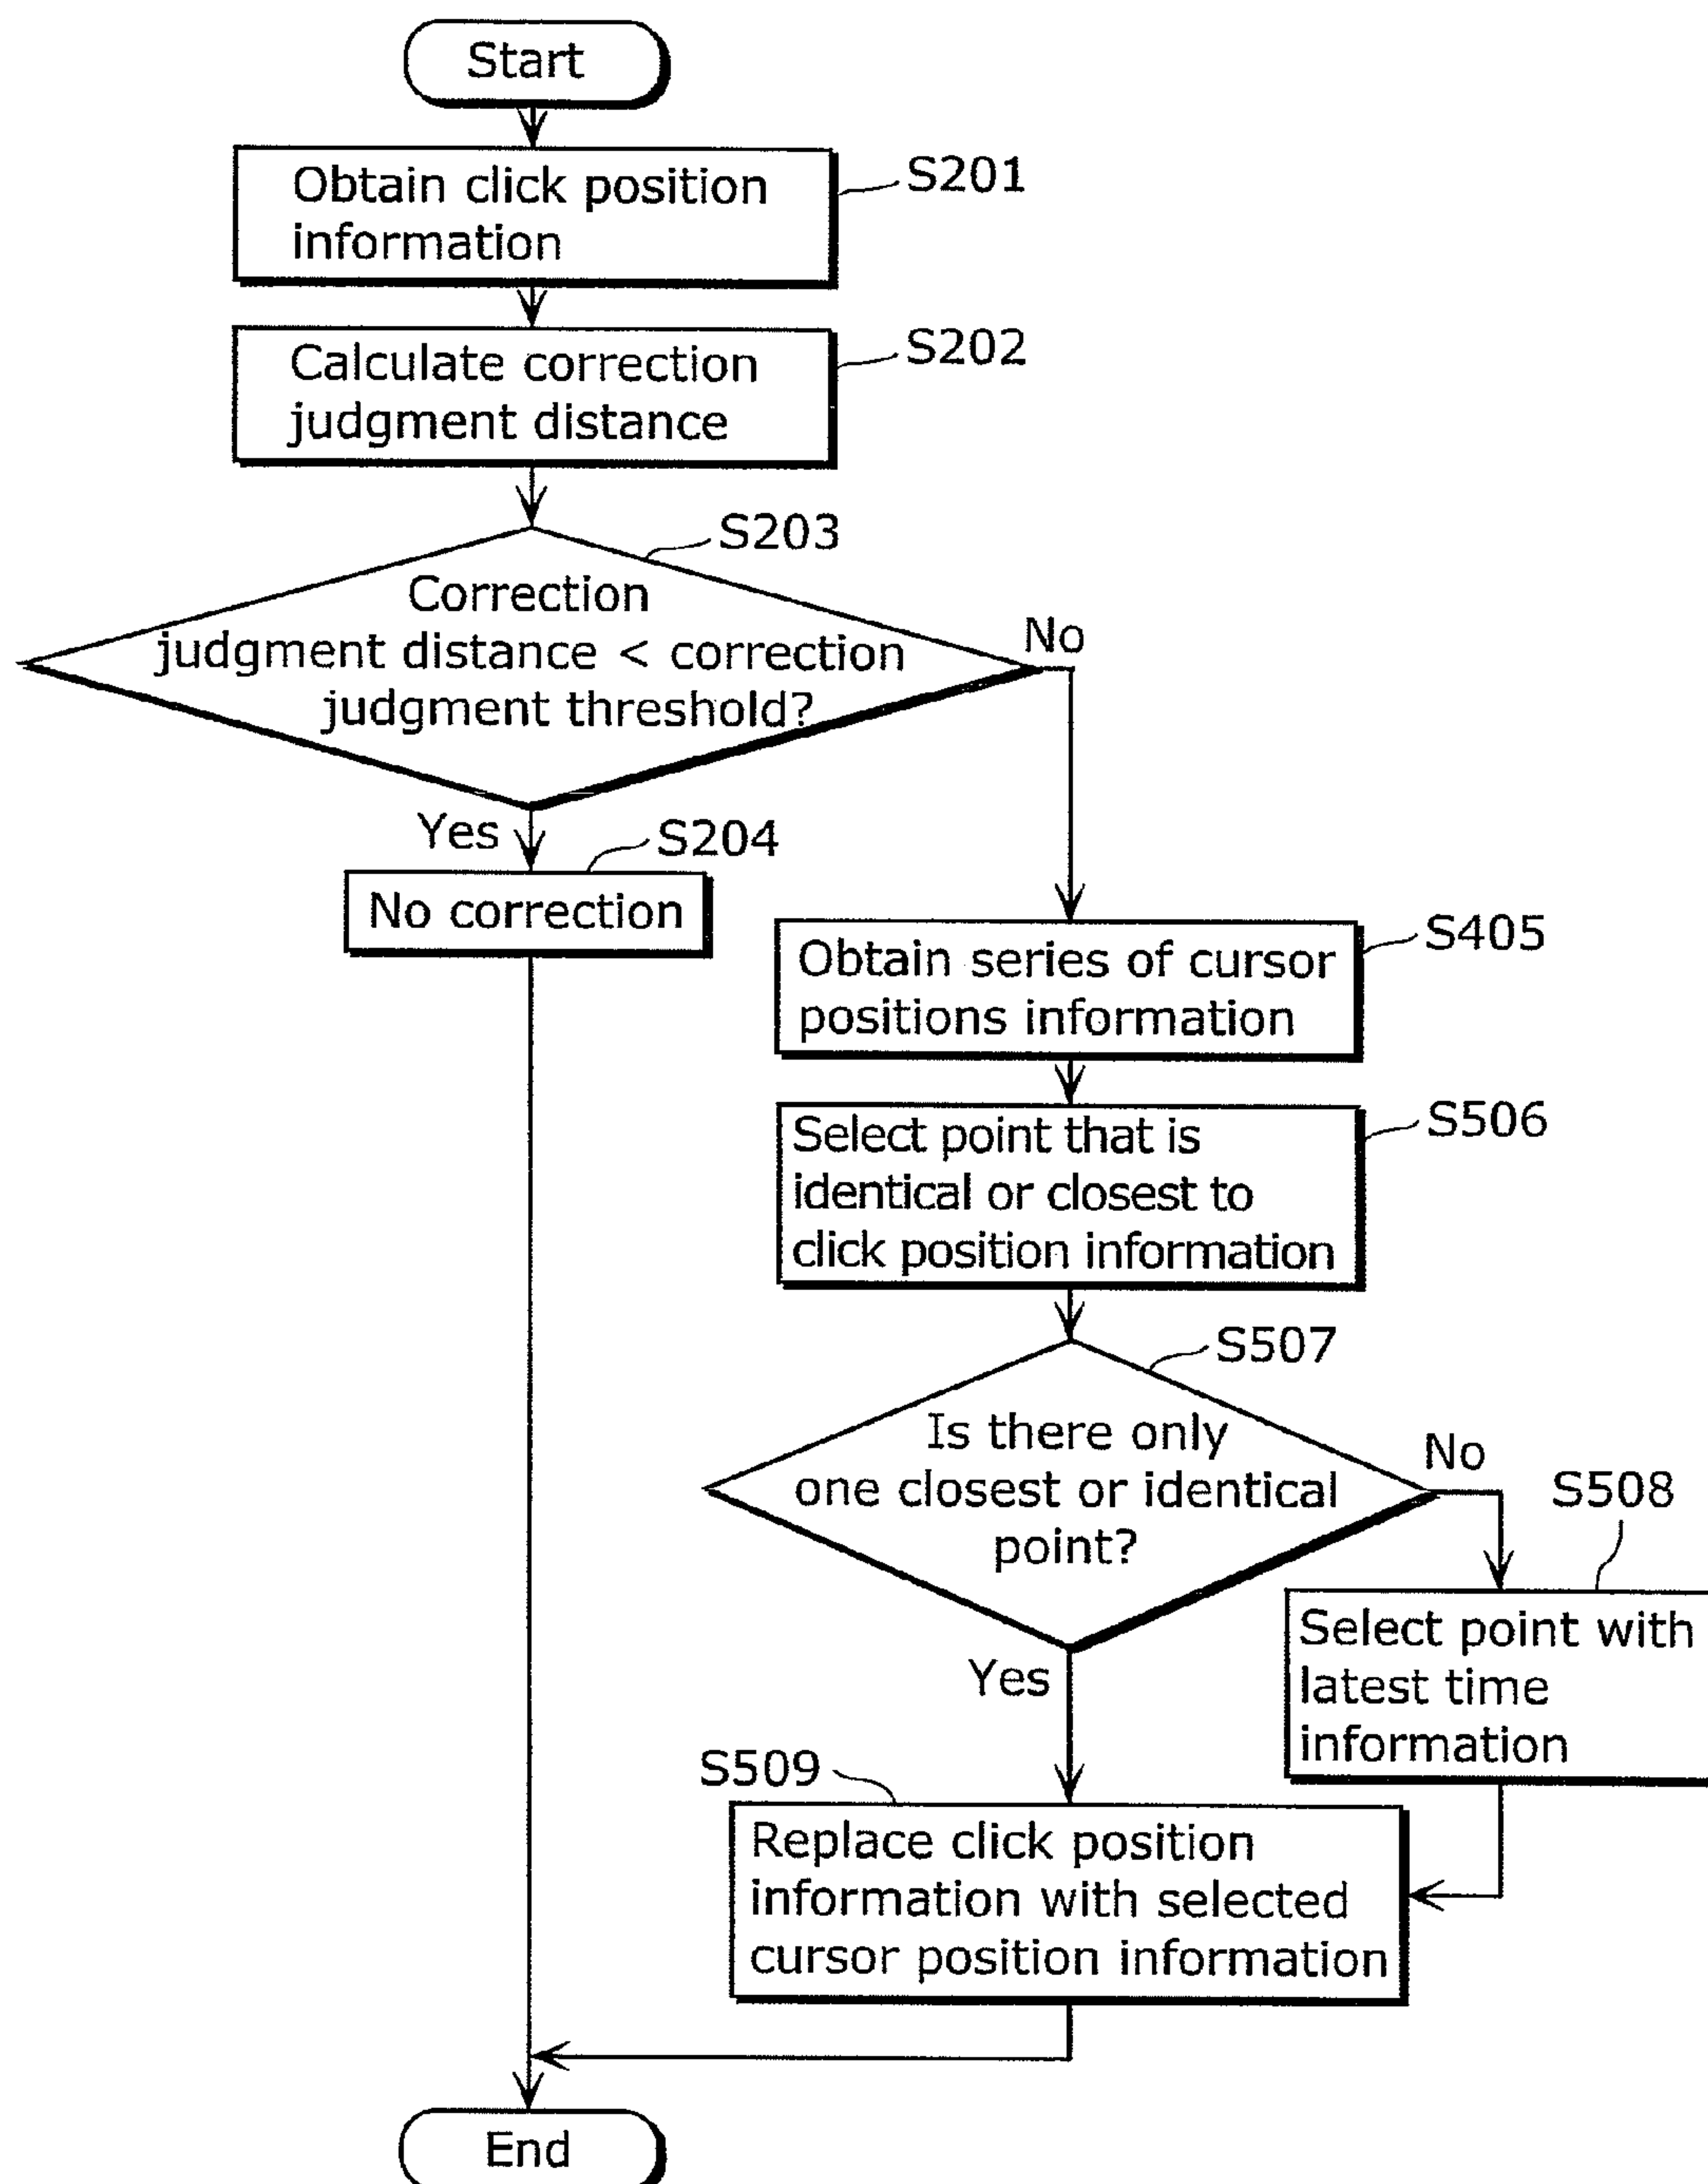 Start
Obtain click position
information
S201
Calculate correction
judgment distance
S202
S203
Correction
judgment distance < correction
judgment threshold?
No
Yes
S204
No correction
S405
Obtain series of cursor
positions information
S506
Select point that is
identical or closest to
click position information
S507
Is there only
one closest or identical
point?
No
S508
Select point with
latest time
information
Yes
S509
Replace click position
information with selected
cursor position information
End